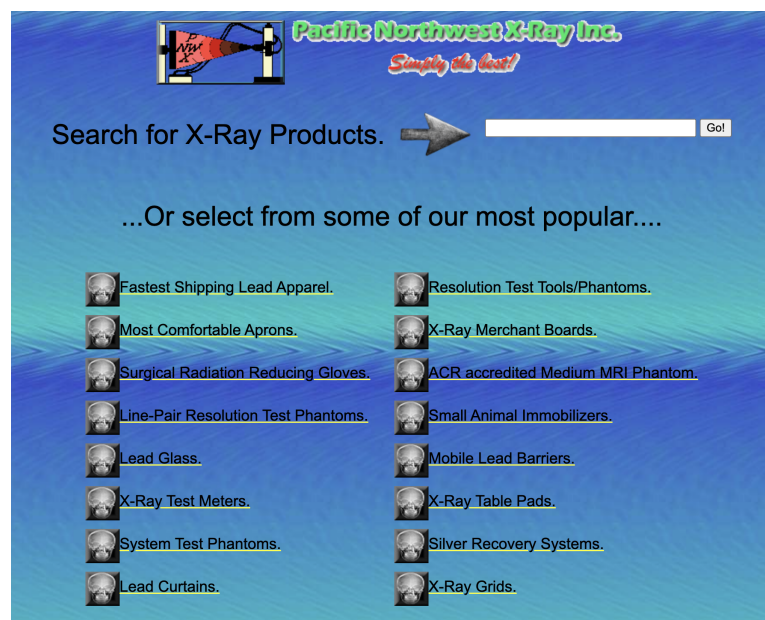 P
NW
X
Pacific Northwest X-Ray Inc.
Simply the best!
Search for X-Ray Products.
Go!
...Or select from some of our most popular....
Fastest Shipping Lead Apparel.
Resolution Test Tools/Phantoms.
Most Comfortable Aprons.
X-Ray Merchant Boards.
Surgical Radiation Reducing Gloves.
ACR accredited Medium MRI Phantom.
Line-Pair Resolution Test Phantoms.
Small Animal Immobilizers.
Lead Glass.
Mobile Lead Barriers.
X-Ray Test Meters.
X-Ray Table Pads.
System Test Phantoms.
Silver Recovery Systems.
Lead Curtains.
X-Ray Grids.